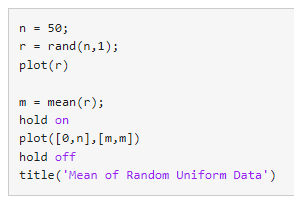 n = 50;
r = rand(n,1);
plot(r)
m = mean(r);
hold on
plot([0,n],[m,m])
hold off
title('Mean of Random Uniform Data')